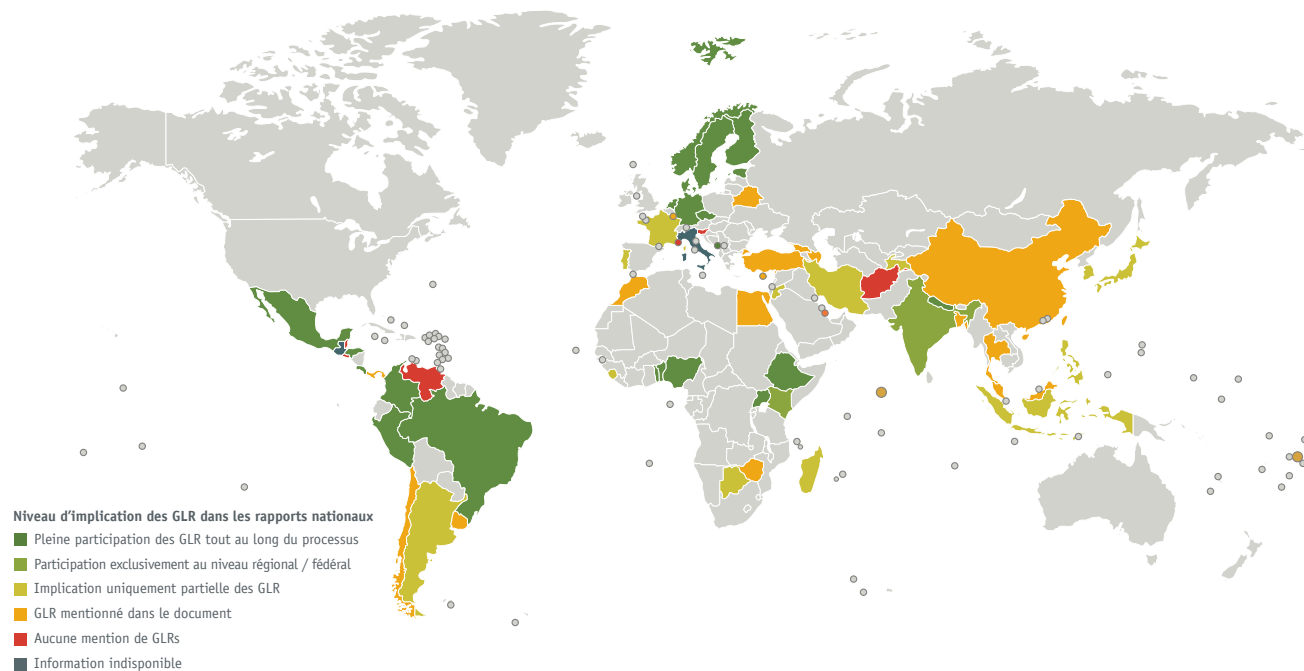 Niveau d'implication des GLR dans les rapports nationaux
Pleine participation des GLR tout au long du processus
Participation exclusivement au niveau régional / fédéral
Implication uniquement partielle des GLR
GLR mentionné dans le document
Aucune mention de GLRs
Information indisponible